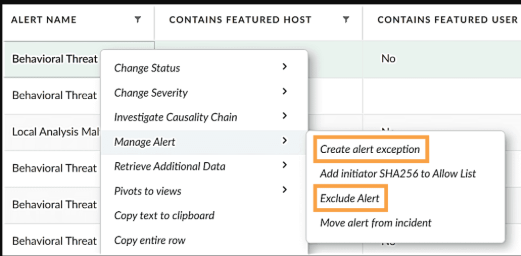 ALERT NAME CONTAINS FEATURED HOST CONTAINS FEATURED USER
Behavioral Threat No
Change Status
Behavioral Threat
Change Severity
Investigate Causality Chain
Local Analysis Mal
Manage Alert
Create alert exception
Behavioral Threat
Retrieve Additional Data
Add initiator SHA256 to Allow List
Pivots to views
Behavioral Threat
Exclude Alert
Copy text to clipboard
Move alert from incident
Behavioral Threat
Copy entire row